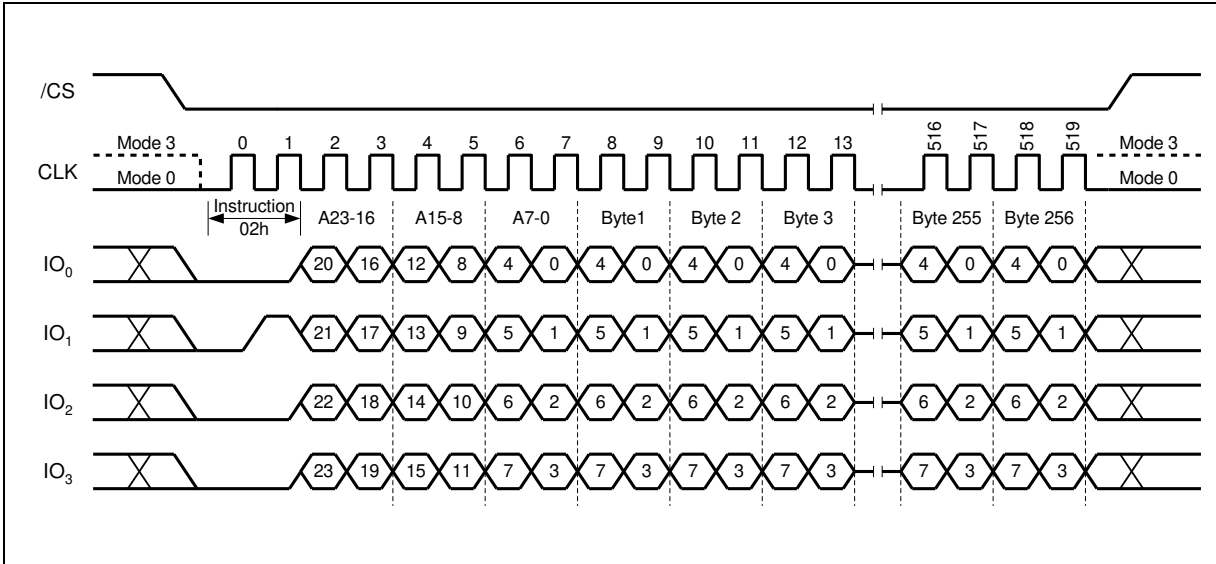 /CS
Mode 3 0 1 2 3 4 5 6 7 8 9 10 11 12 13 516 517 518 519 Mode 3
CLK Mode 0 Mode 0
Instruction
02h A23-16 A15-8 A7-0 Byte1 Byte 2 Byte 3 Byte 255 Byte 256
IO0 20 16 12 8 4 0 4 0 4 0 4 0 4 0 4 0
IO1 21 17 13 9 5 1 5 1 5 1 5 1 5 1 5 1
IO2 22 18 14 10 6 2 6 2 6 2 6 2 6 2 6 2
IO3 23 19 15 11 7 3 7 3 7 3 7 3 7 3 7 3